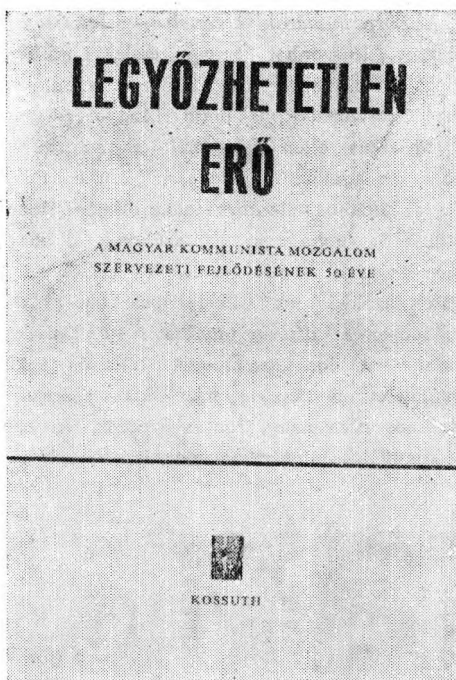 LEGYŐZHETETLEN
ERŐ
A MAGYAR KOMMUNISTA MOZGALOM
SZERVEZETI FEJLŐDÉSÉNEK 50 ÉVE
KOSSUTH